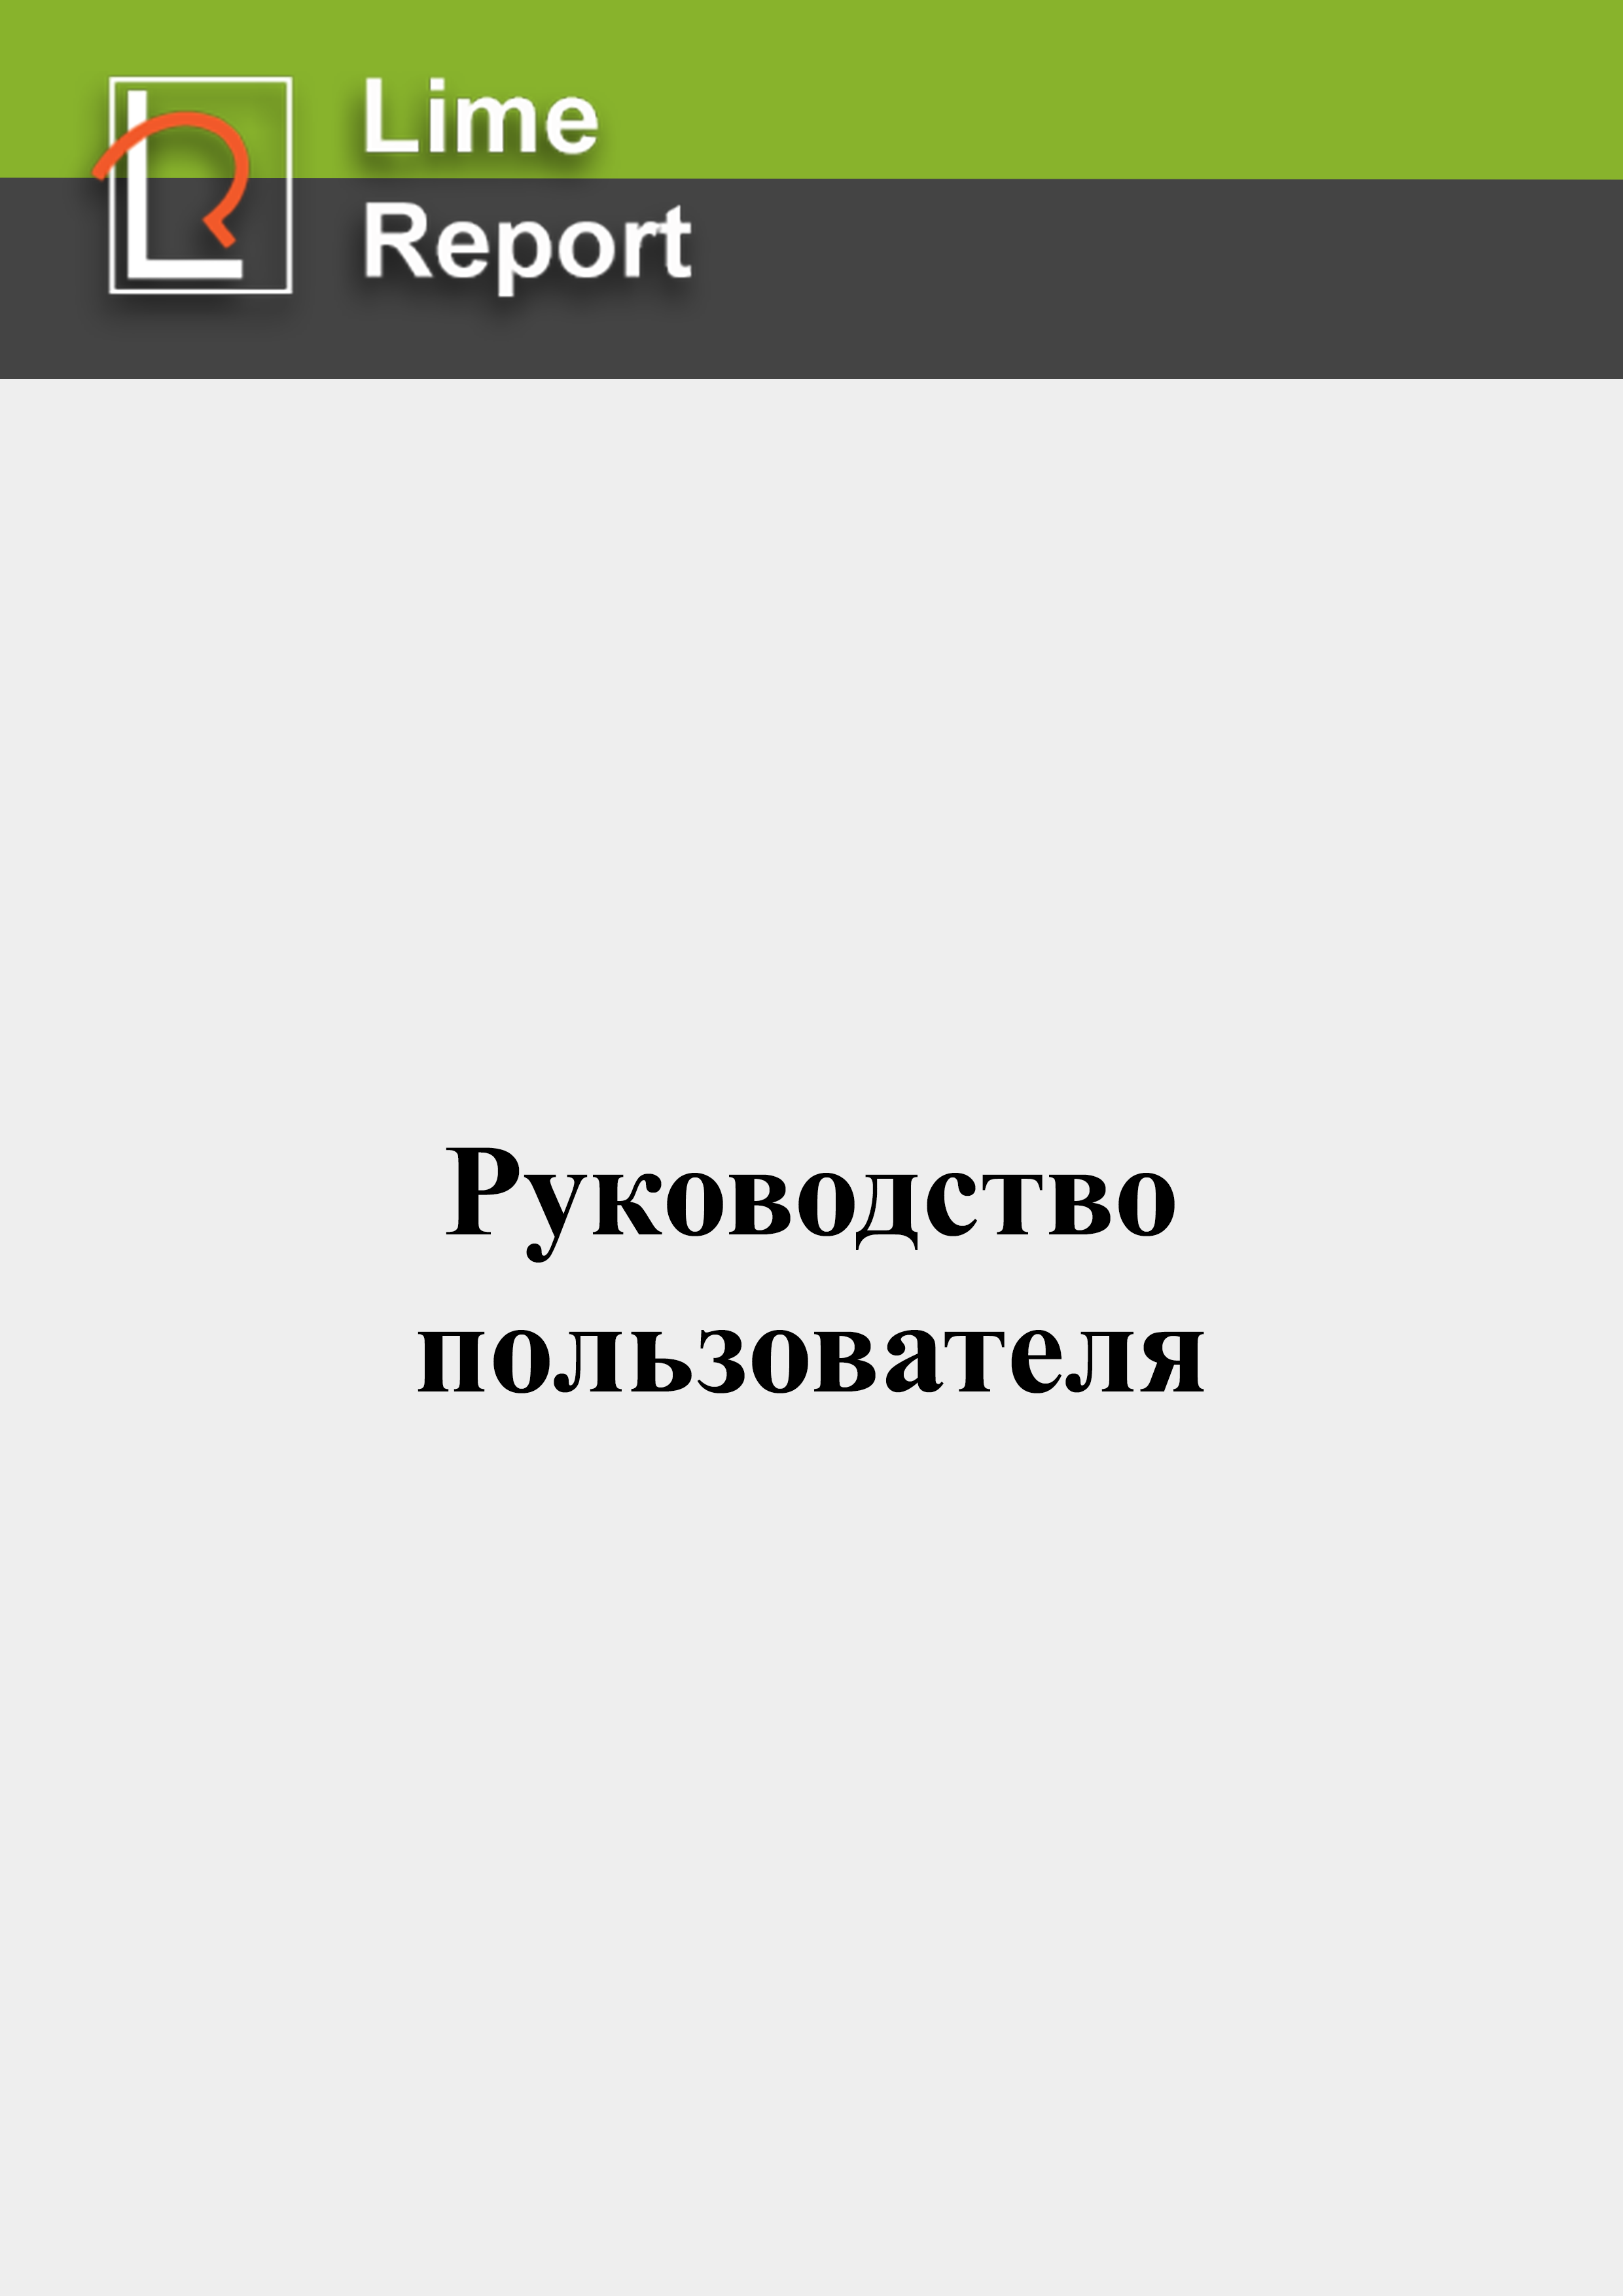 Lime
Report
Руководство
пользователя